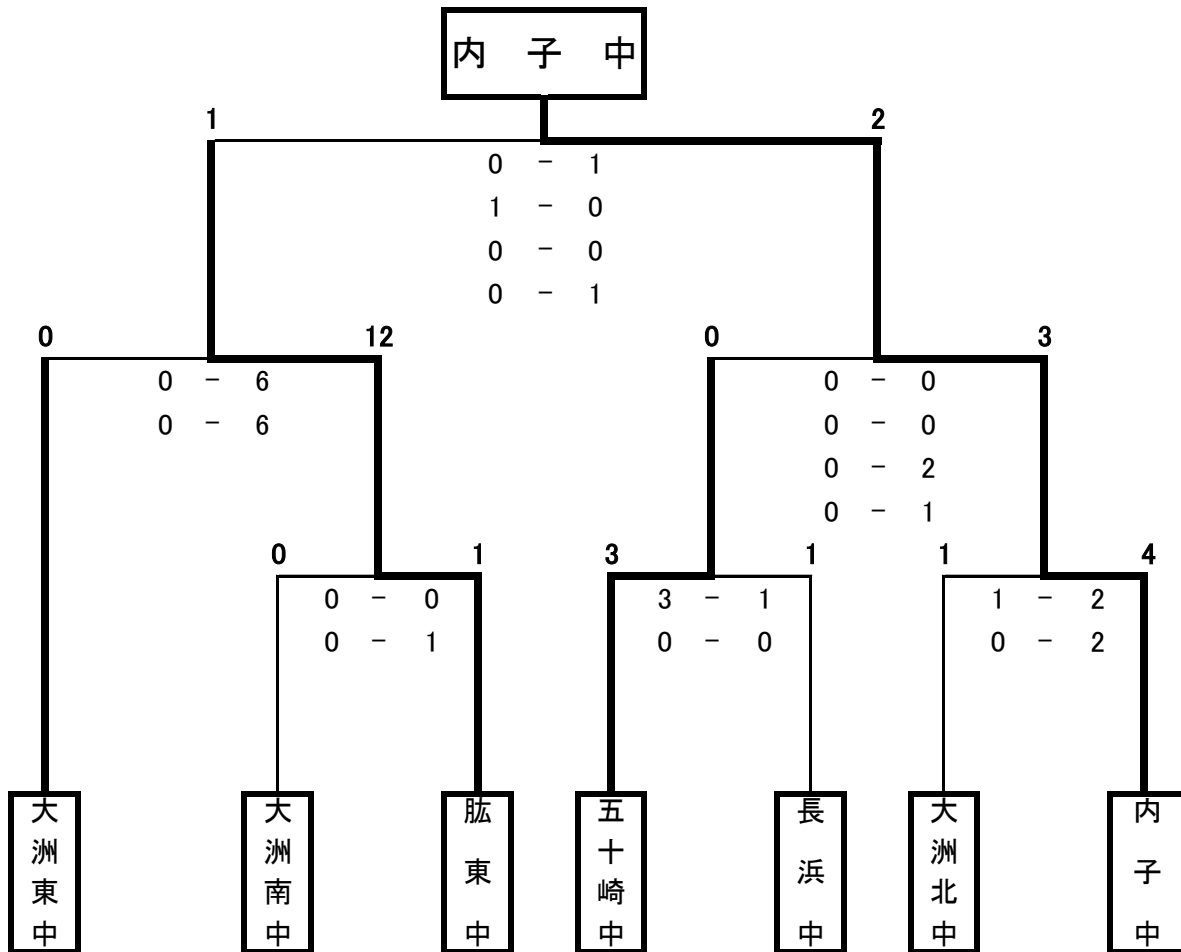 内 子 中
1 2
0 - 1
1 - 0
0 - 0
0 - 1
0 12 0 3
0 - 6 0 - 0
0 - 6 0 - 0
0 - 2
0 - 1
0 1 3 1 1 4
0 - 0 3 - 1 1 - 2
0 - 1 0 - 0 0 - 2
大洲東中
大洲南中
肱東中
五十崎中
長浜中
大洲北中
内子中